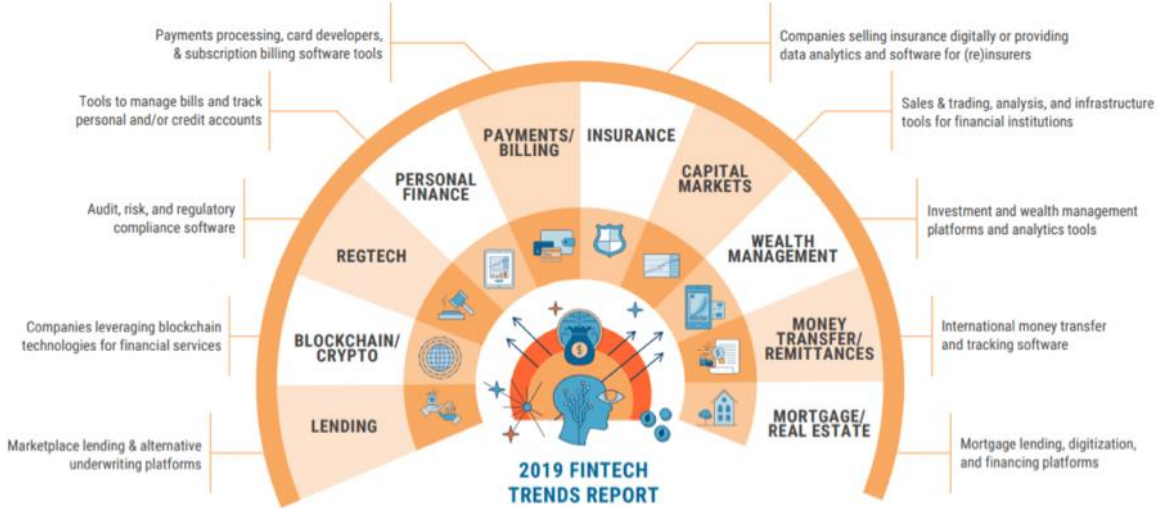 Payments processing, card developers,
& subscription billing software tools
Companies selling insurance digitally or providing
data analytics and software for (re)insurers
Tools to manage bills and track
personal and/or credit accounts
Sales & trading, analysis, and infrastructure
tools for financial institutions
Audit, risk, and regulatory
compliance software
Investment and wealth management
platforms and analytics tools
Companies leveraging blockchain
technologies for financial services
International money transfer
and tracking software
Marketplace lending & alternative
underwriting platforms
Mortgage lending, digitization,
and financing platforms
LENDING
BLOCKCHAIN/
CRYPTO
REGTECH
PERSONAL
FINANCE
PAYMENTS/
BILLING
INSURANCE
CAPITAL
MARKETS
WEALTH
MANAGEMENT
MONEY
TRANSFER/
REMITTANCES
MORTGAGE/
REAL ESTATE
$
2019 FINTECH
TRENDS REPORT